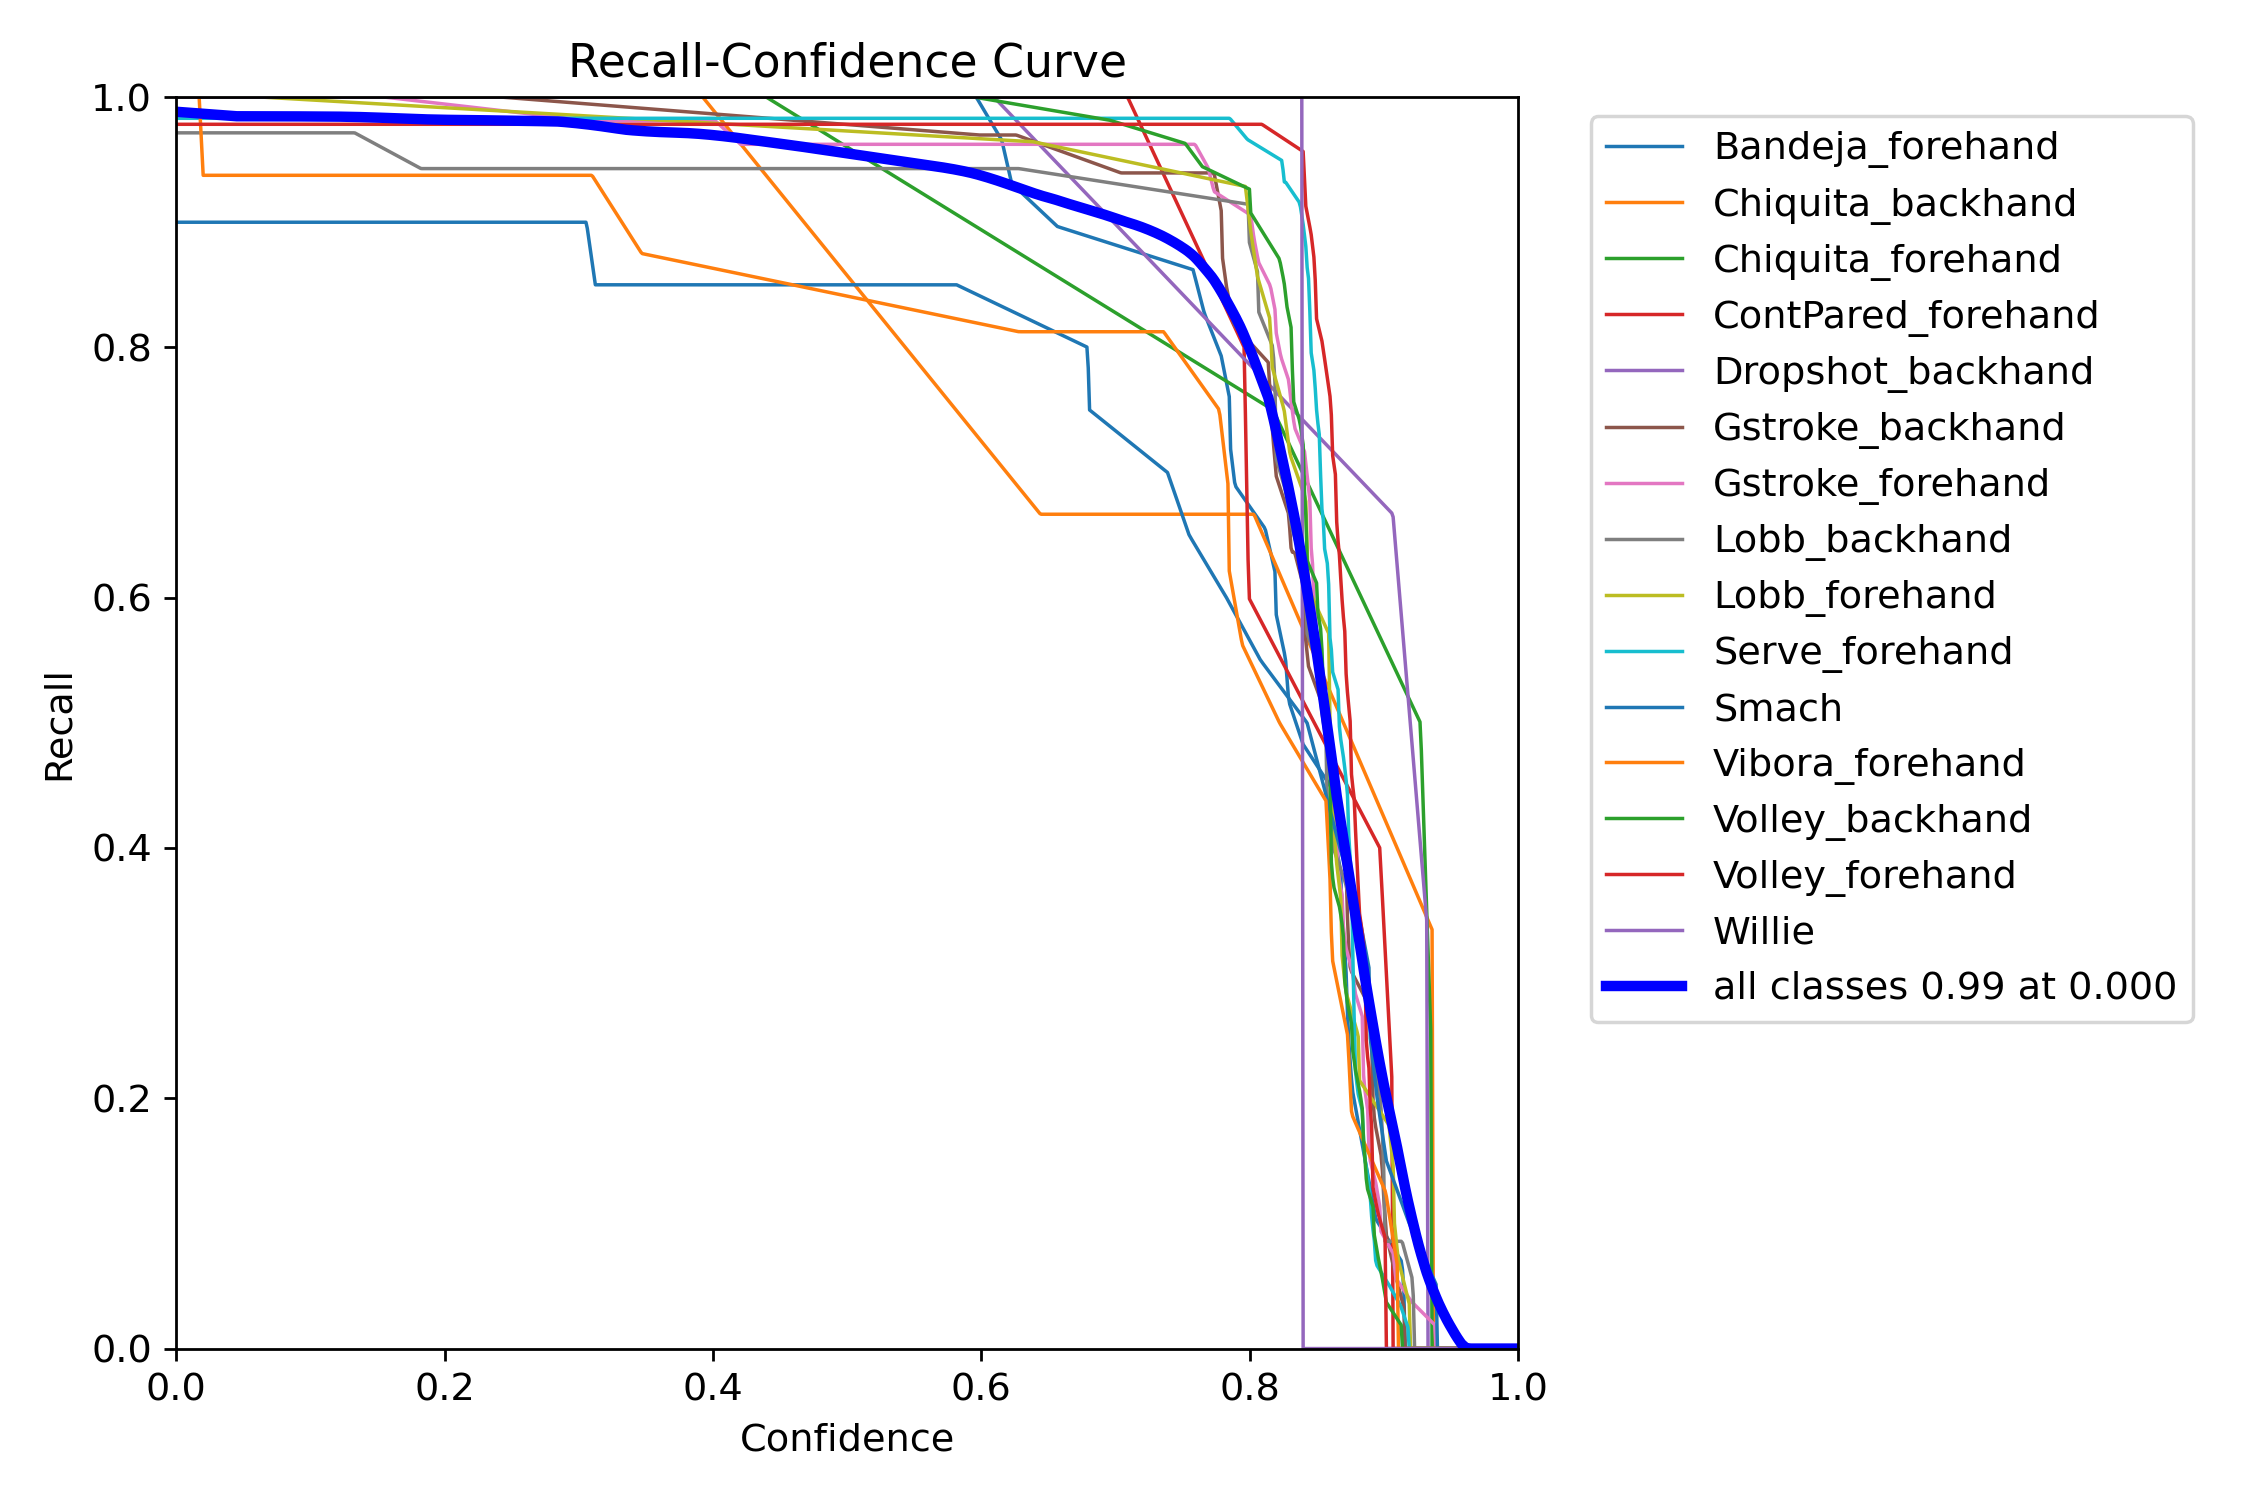 Recall-Confidence Curve
1.0
0.8
0.6
0.4
0.2
0.0
Recall
0.0 0.2 0.4 0.6 0.8 1.0
Confidence
Bandeja_forehand
Chiquita_backhand
Chiquita_forehand
ContPared_forehand
Dropshot_backhand
Gstroke_backhand
Gstroke_forehand
Lobb_backhand
Lobb_forehand
Serve_forehand
Smach
Vibora_forehand
Volley_backhand
Volley_forehand
Willie
all classes 0.99 at 0.000